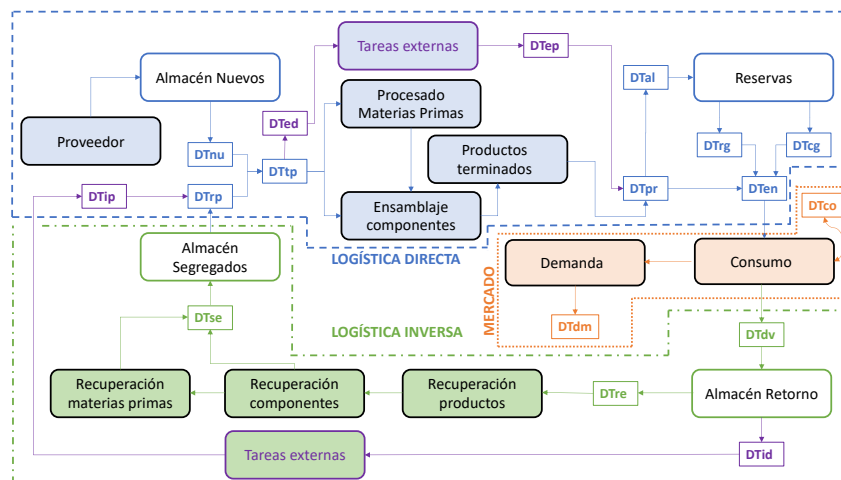 Tareas externas
DTep
Almacén Nuevos
DTal
Reservas
Procesado
Materias Primas
DTed
Proveedor
DTnu
Productos
terminados
DTrg
DTcg
DTtp
DTip
DTrp
DTpr
DTen
DTco
Ensamblaje
componentes
Almacén
Segregados
LOGÍSTICA DIRECTA
MERCADO
Demanda
Consumo
DTse
LOGÍSTICA INVERSA
DTdm
DTdv
Recuperación
materias primas
Recuperación
componentes
Recuperación
productos
DTre
Almacén Retorno
Tareas externas
DTid